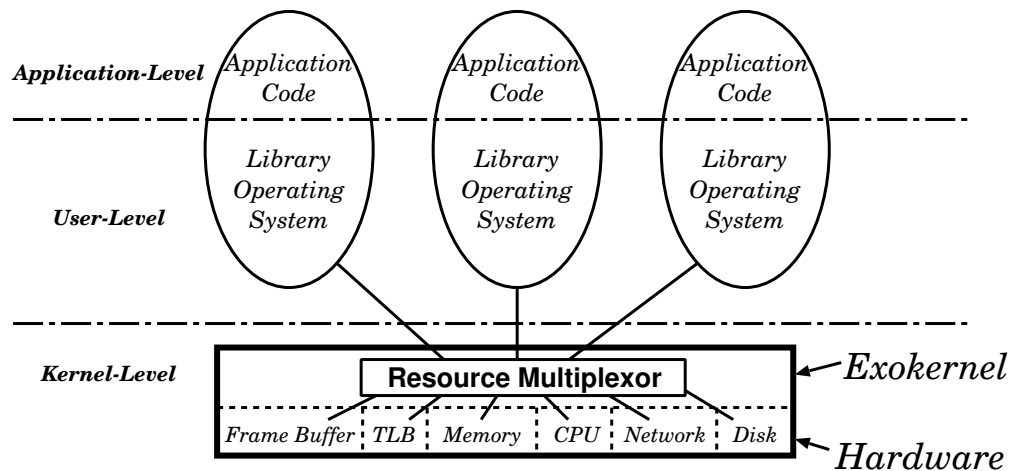 Application-Level
Application
Code
Application
Code
Application
Code
User-Level
Library
Operating
System
Library
Operating
System
Library
Operating
System
Kernel-Level
Resource Multiplexor
Exokernel
Frame Buffer
TLB
Memory
CPU
Network
Disk
Hardware